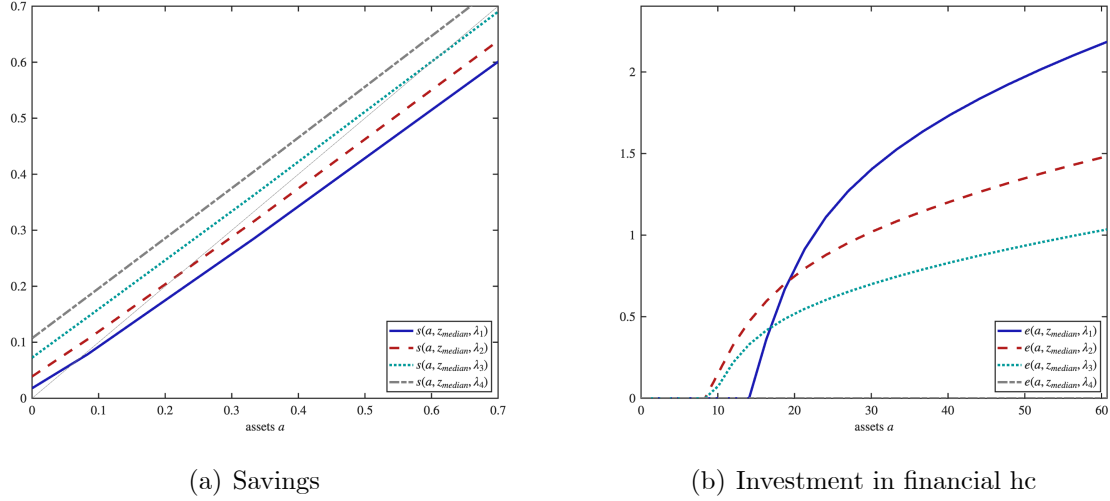 0.7
0.6
0.5
0.4
0.3
0.2
0.1
0
0 0.1 0.2 0.3 0.4 0.5 0.6 0.7
assets a
s(a, z_median, λ_1)
s(a, z_median, λ_2)
s(a, z_median, λ_3)
s(a, z_median, λ_4)
(a) Savings
2
1.5
1
0.5
0
0 10 20 30 40 50 60
assets a
e(a, z_median, λ_1)
e(a, z_median, λ_2)
e(a, z_median, λ_3)
e(a, z_median, λ_4)
(b) Investment in financial hc